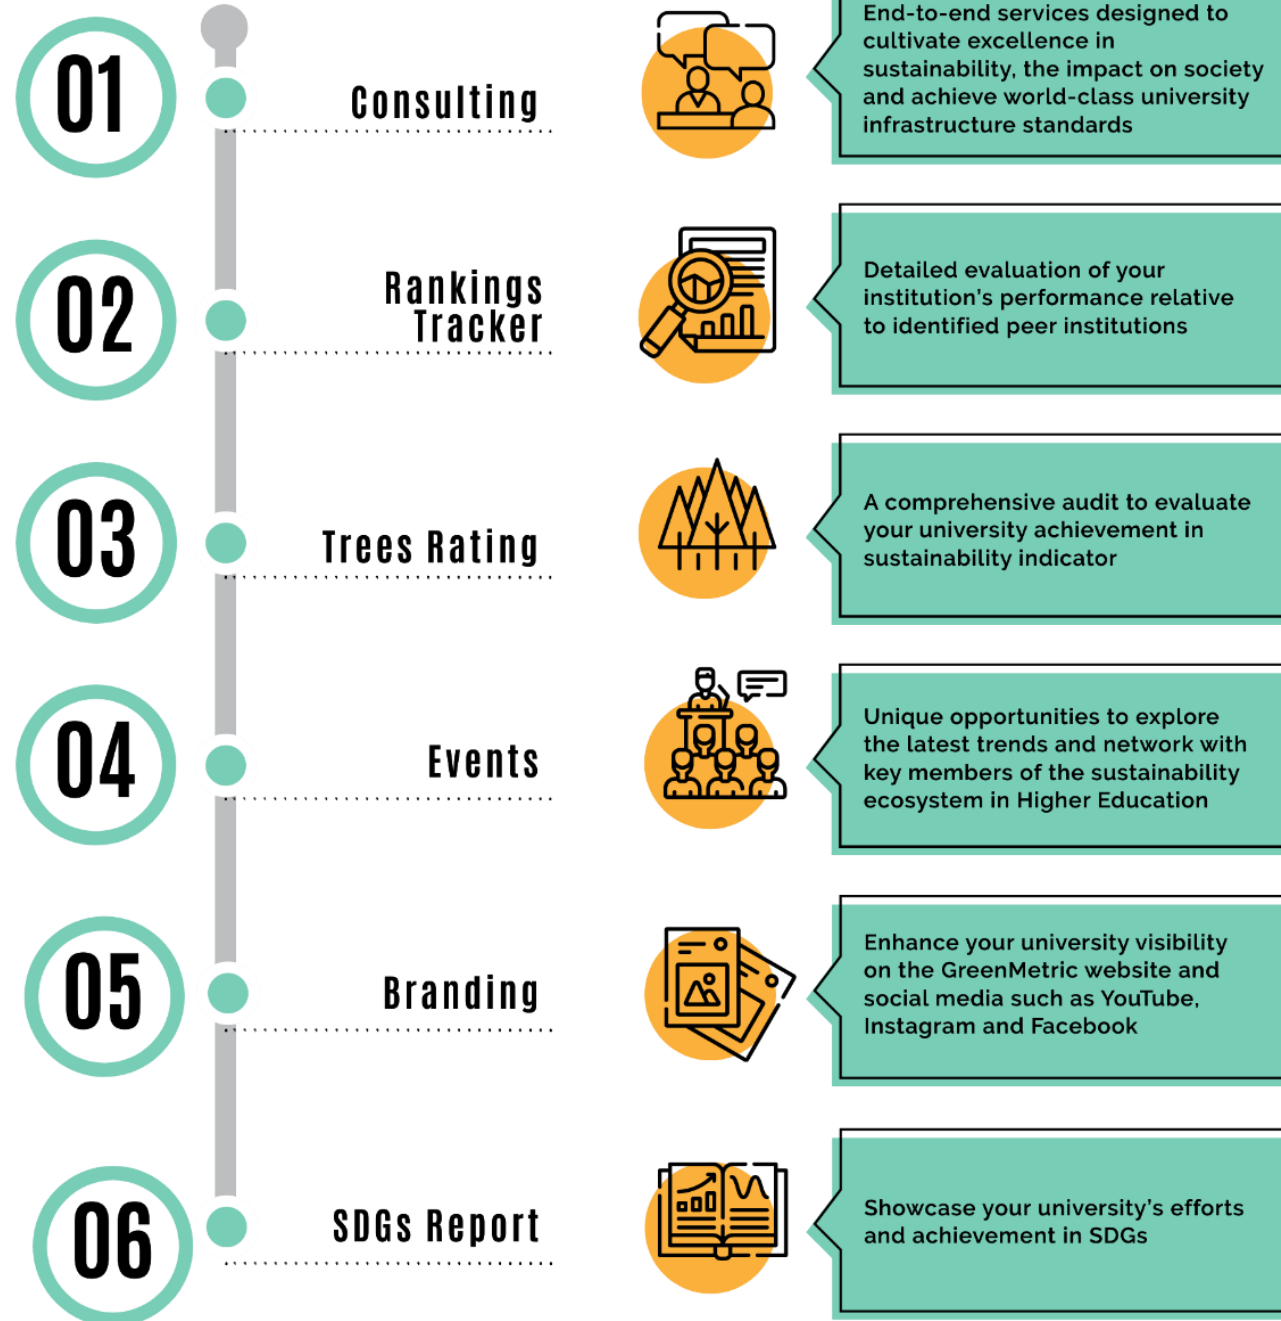 01
Consulting
End-to-end services designed to
cultivate excellence in
sustainability, the impact on society
and achieve world-class university
infrastructure standards
02
Rankings
Tracker
Detailed evaluation of your
institution's performance relative
to identified peer institutions
03
Trees Rating
A comprehensive audit to evaluate
your university achievement in
sustainability indicator
04
Events
Unique opportunities to explore
the latest trends and network with
key members of the sustainability
ecosystem in Higher Education
05
Branding
Enhance your university visibility
on the GreenMetric website and
social media such as YouTube,
Instagram and Facebook
06
SDGs Report
Showcase your university's efforts
and achievement in SDGs